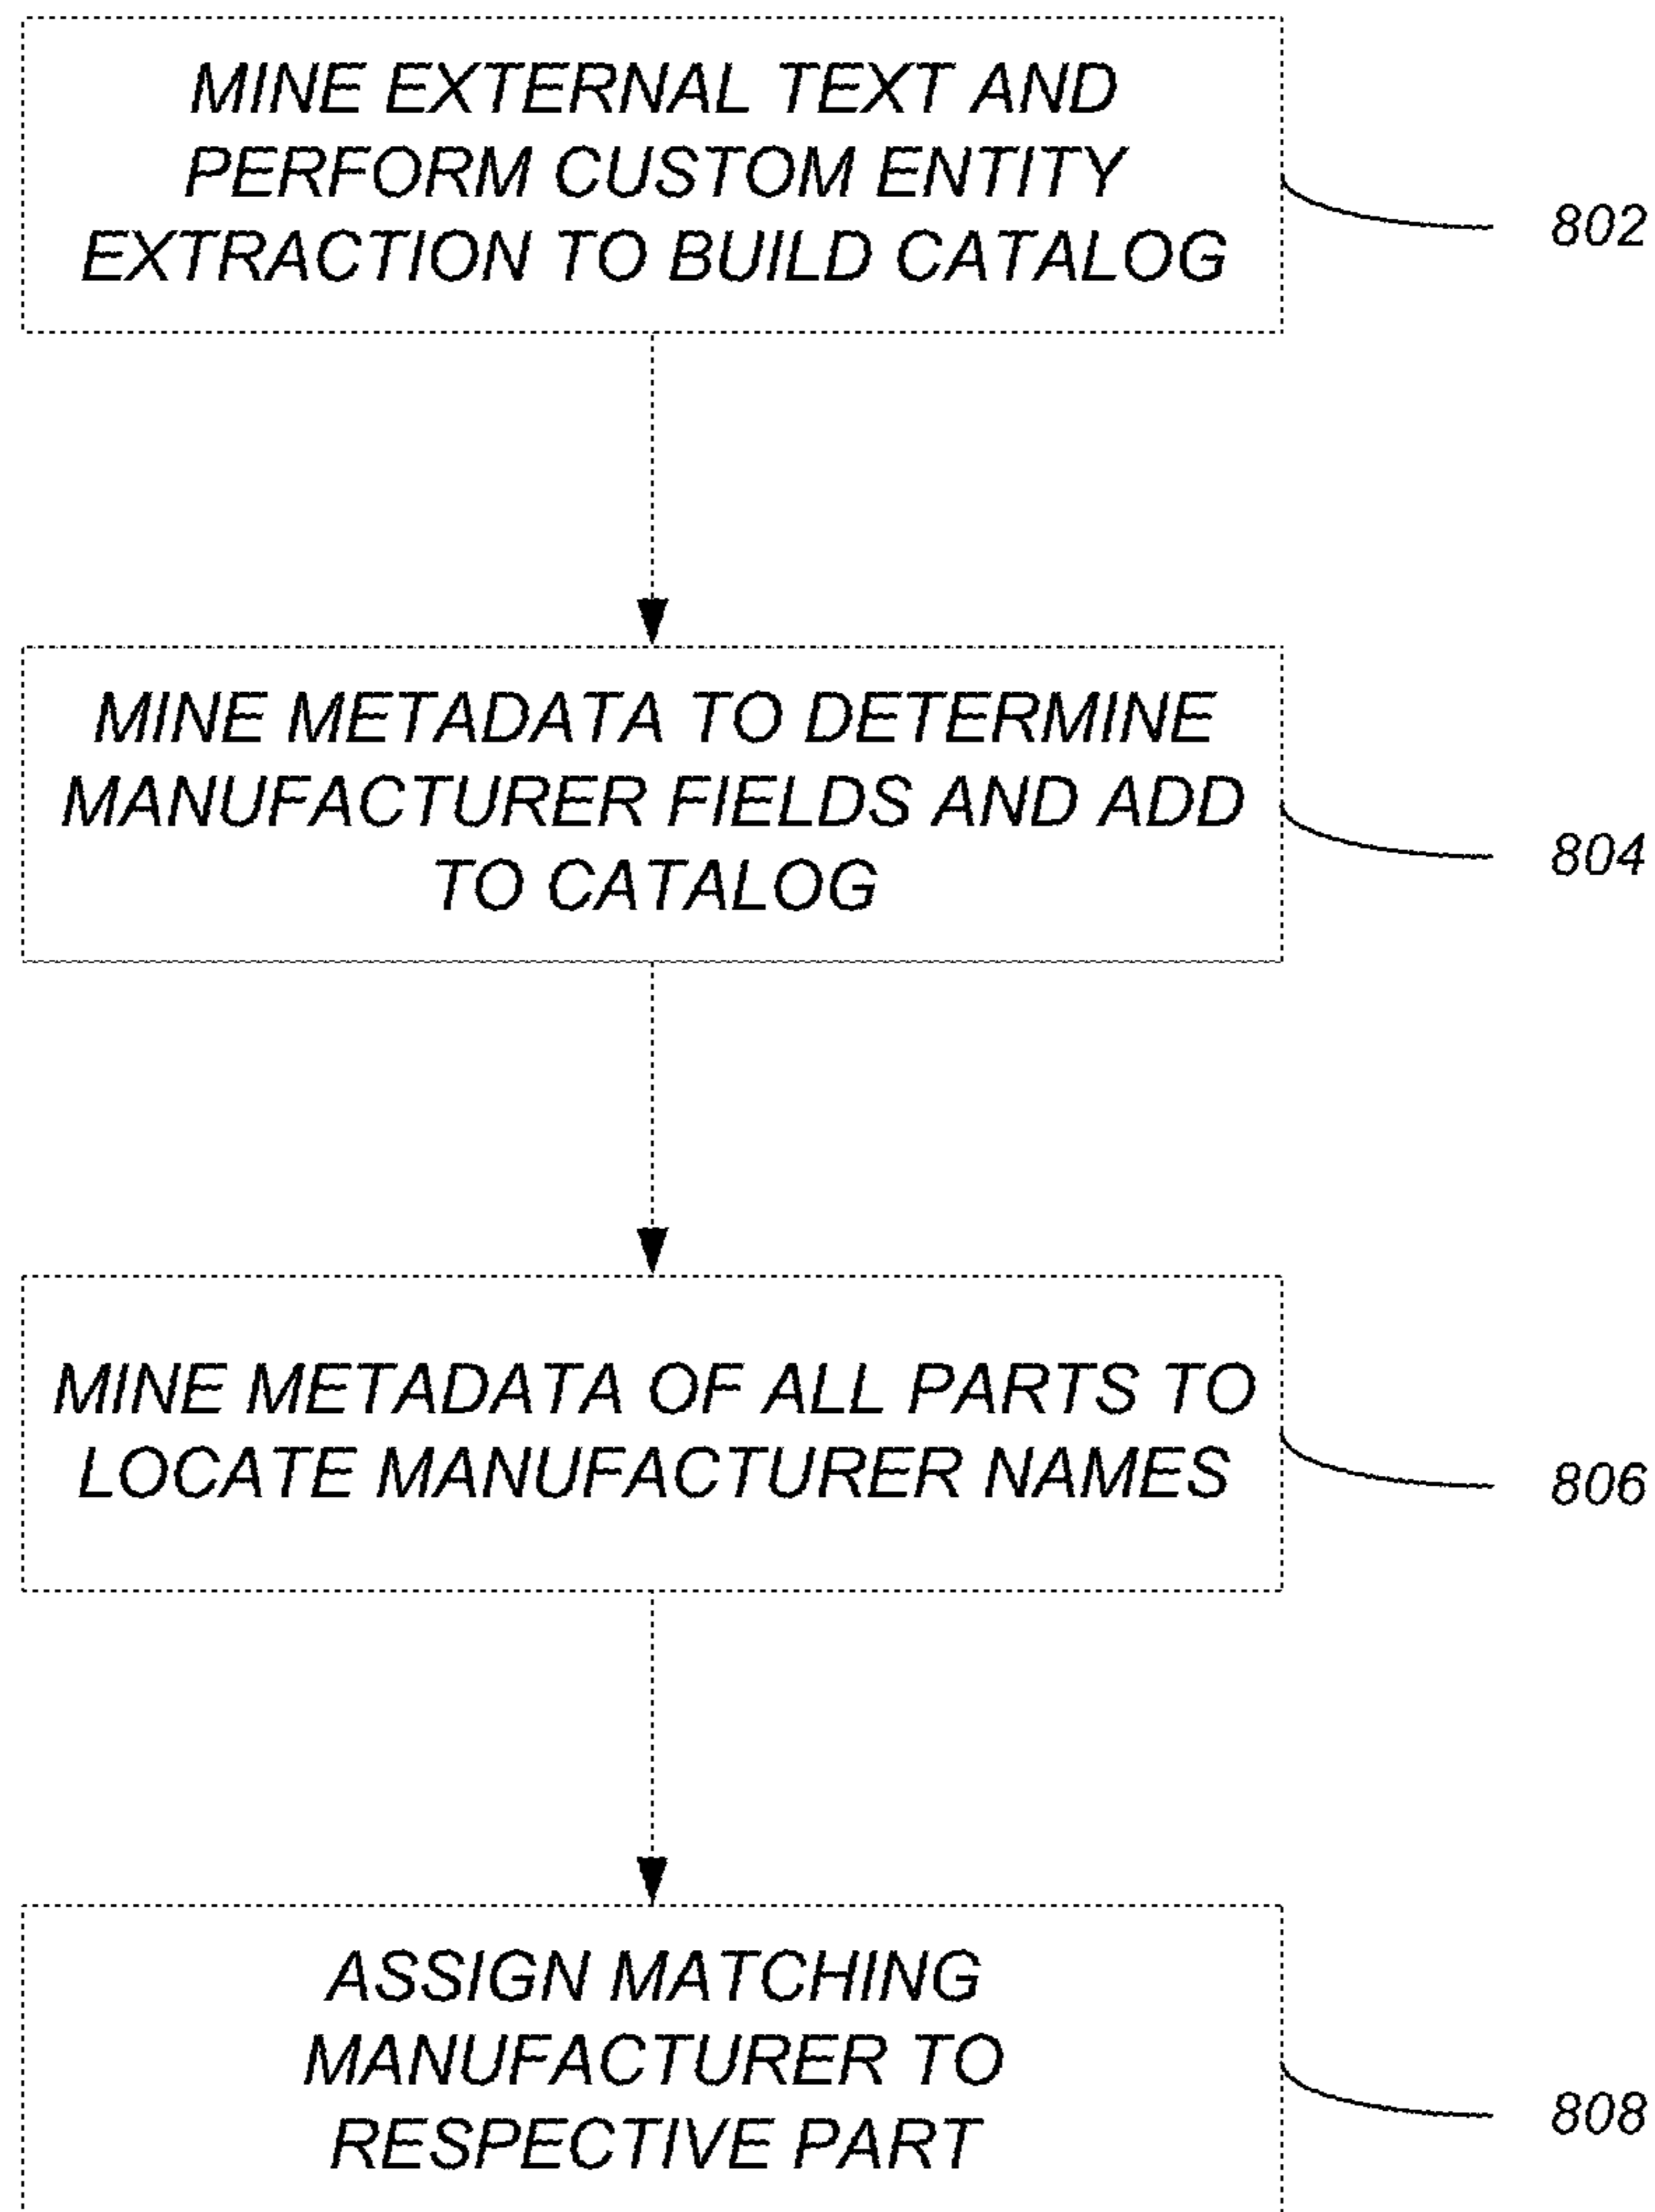 MINE EXTERNAL TEXT AND
PERFORM CUSTOM ENTITY
EXTRACTION TO BUILD CATALOG
802
MINE METADATA TO DETERMINE
MANUFACTURER FIELDS AND ADD
TO CATALOG
804
MINE METADATA OF ALL PARTS TO
LOCATE MANUFACTURER NAMES
806
ASSIGN MATCHING
MANUFACTURER TO
RESPECTIVE PART
808